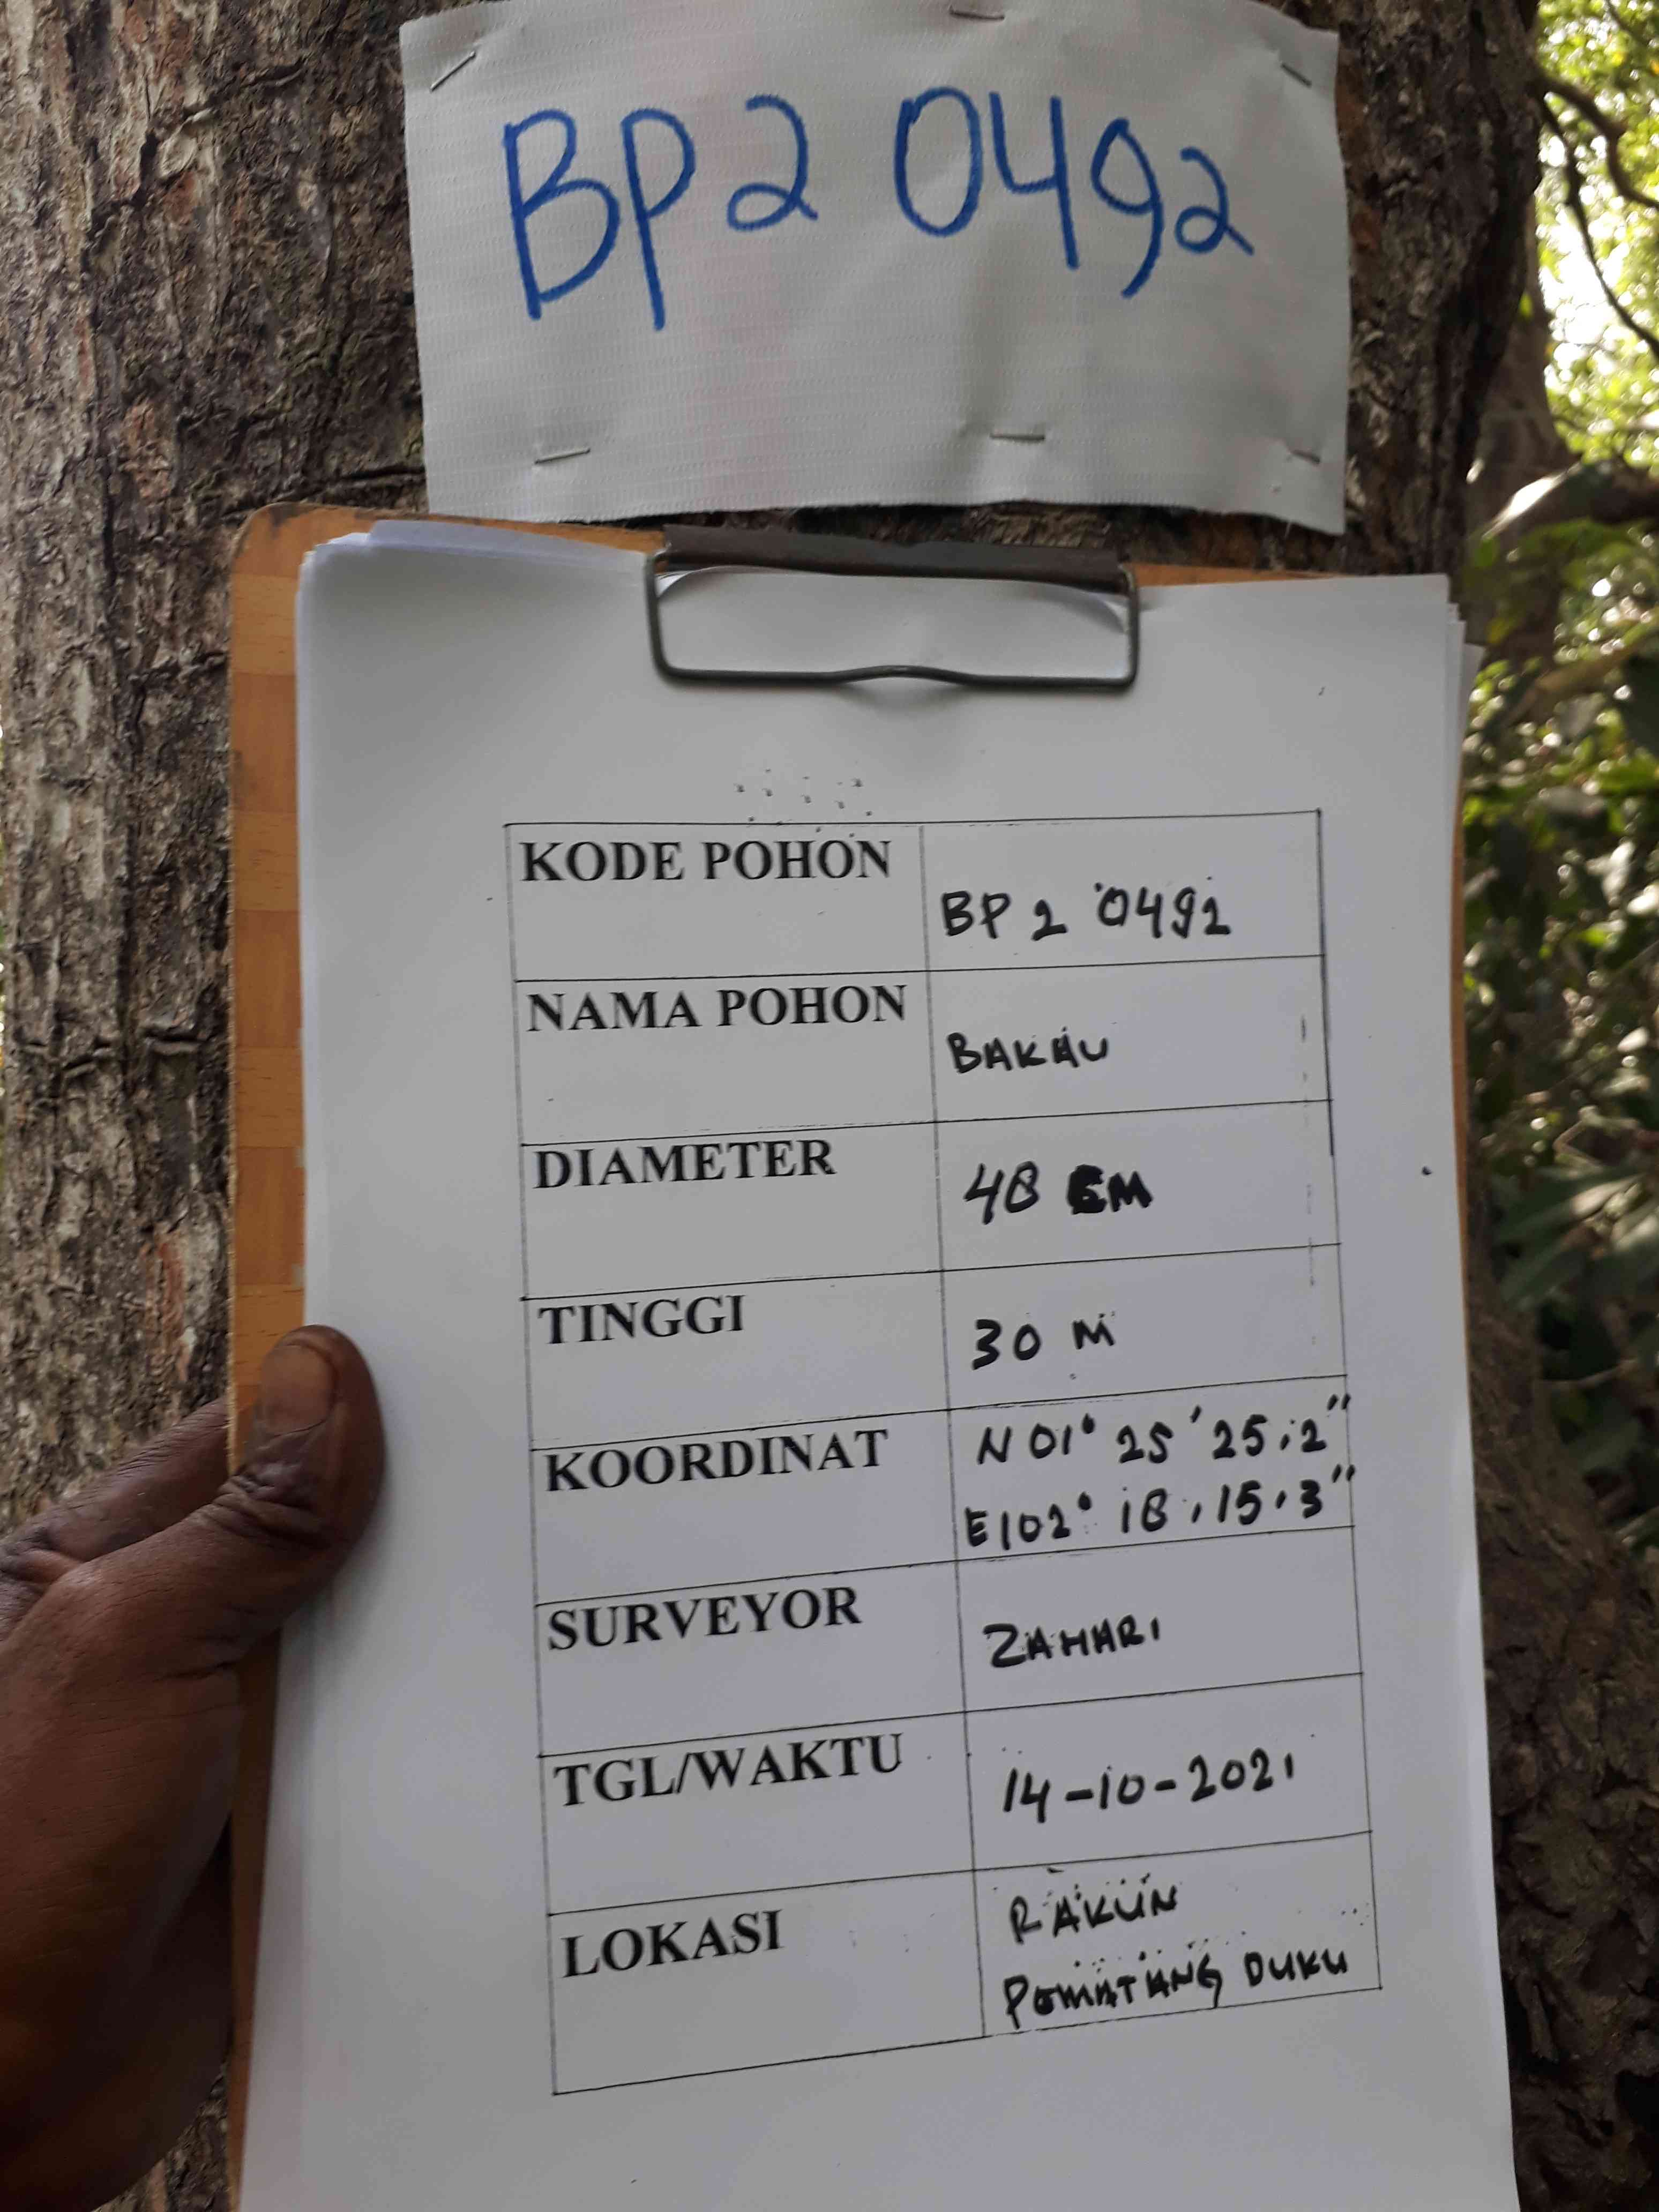 BP2 0492
KODE POHON
BP 2 0492
NAMA POHON
BAKAU
DIAMETER
48 CM
TINGGI
30 M
KOORDINAT
N 01° 25 ' 25.2"
E102° 18 , 15.3"
SURVEYOR
ZAHARI
TGL/WAKTU
14-10-2021
LOKASI
RAKUN
PEMATANG DUKU